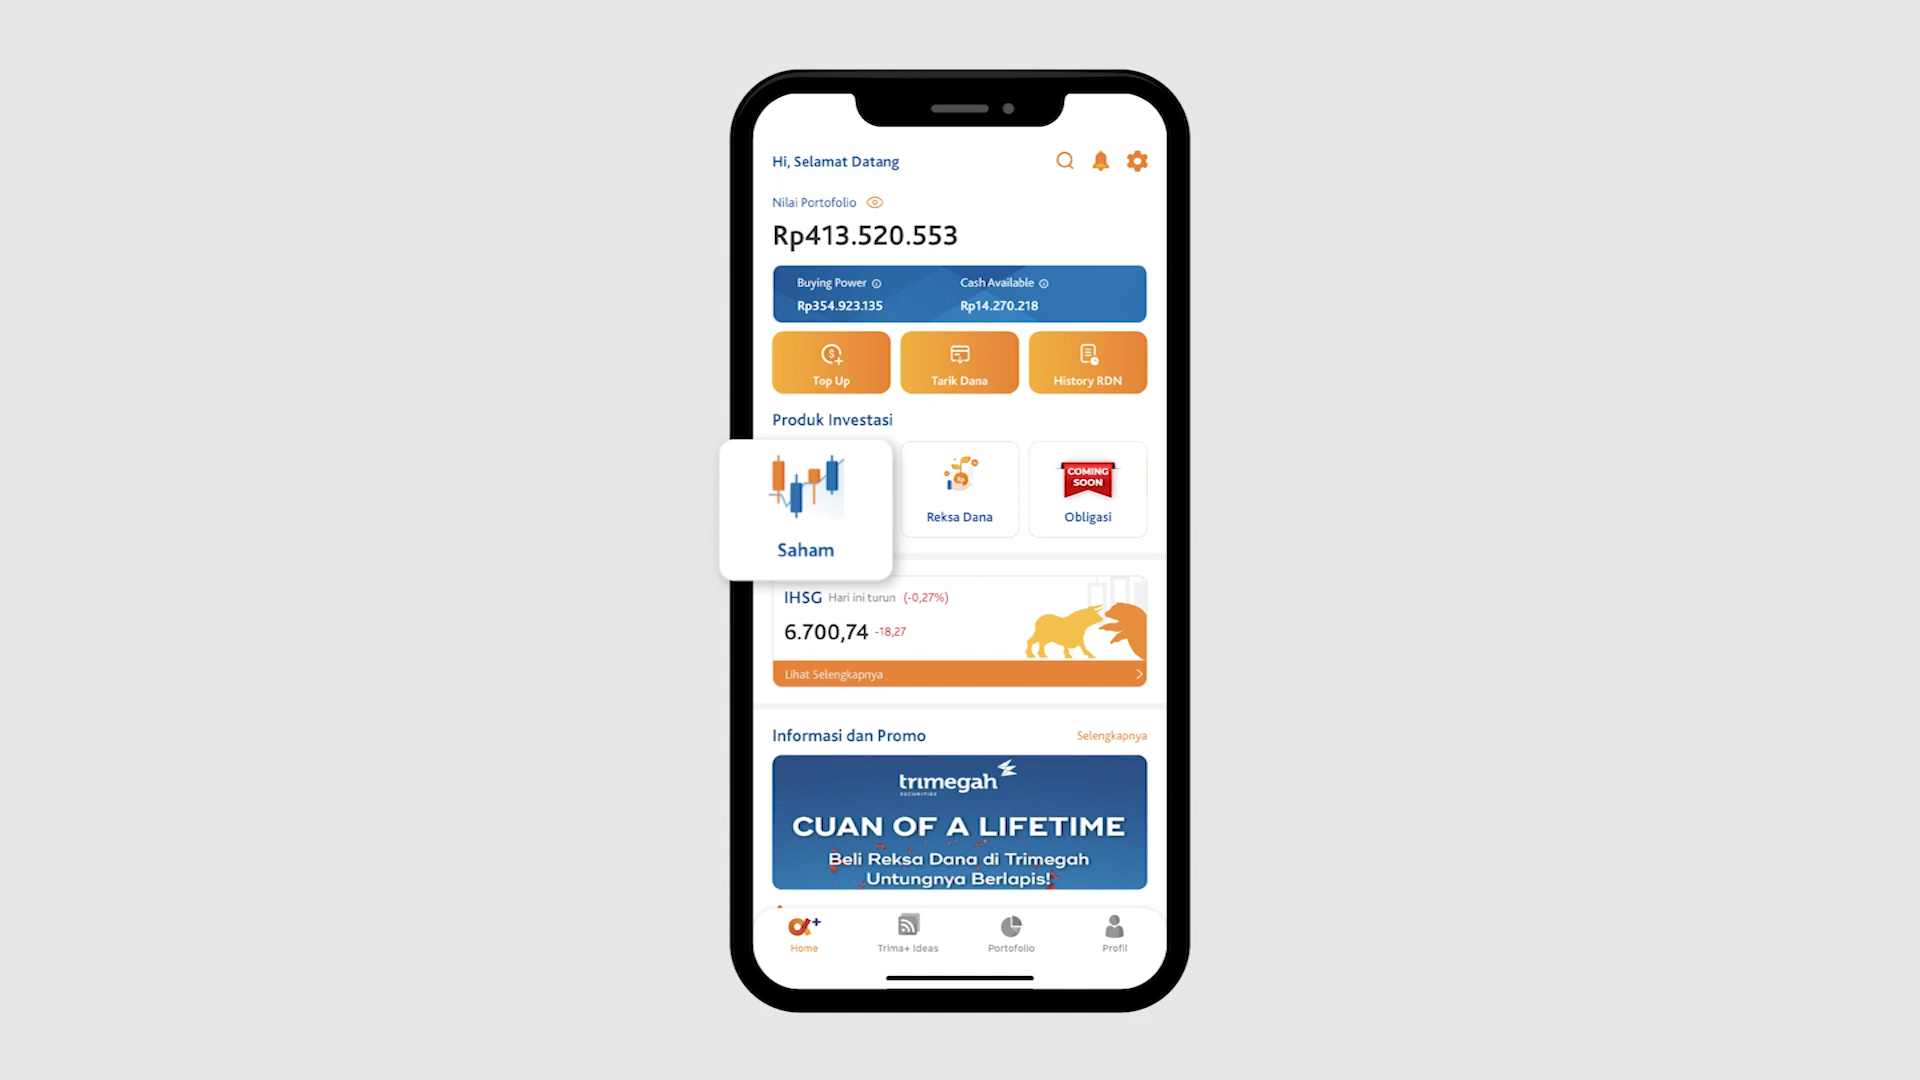 Hi, Selamat Datang
Nilai Portofolio
Rp413.520.553
Buying Power
Cash Available
Rp354.923.135
Rp14.270.218
Top Up
Tarik Dana
History RDN
Produk Investasi
Saham
Reksa Dana
COMING
SOON
Obligasi
IHSG Hari ini turun (-0,27%)
6.700,74 -18,27
Lihat Selengkapnya
Informasi dan Promo
Selengkapnya
trimegah
SECURITIES
CUAN OF A LIFETIME
Beli Reksa Dana di Trimegah
Untungnya Berlapis!
Home
Trima+ Ideas
Portofolio
Profil